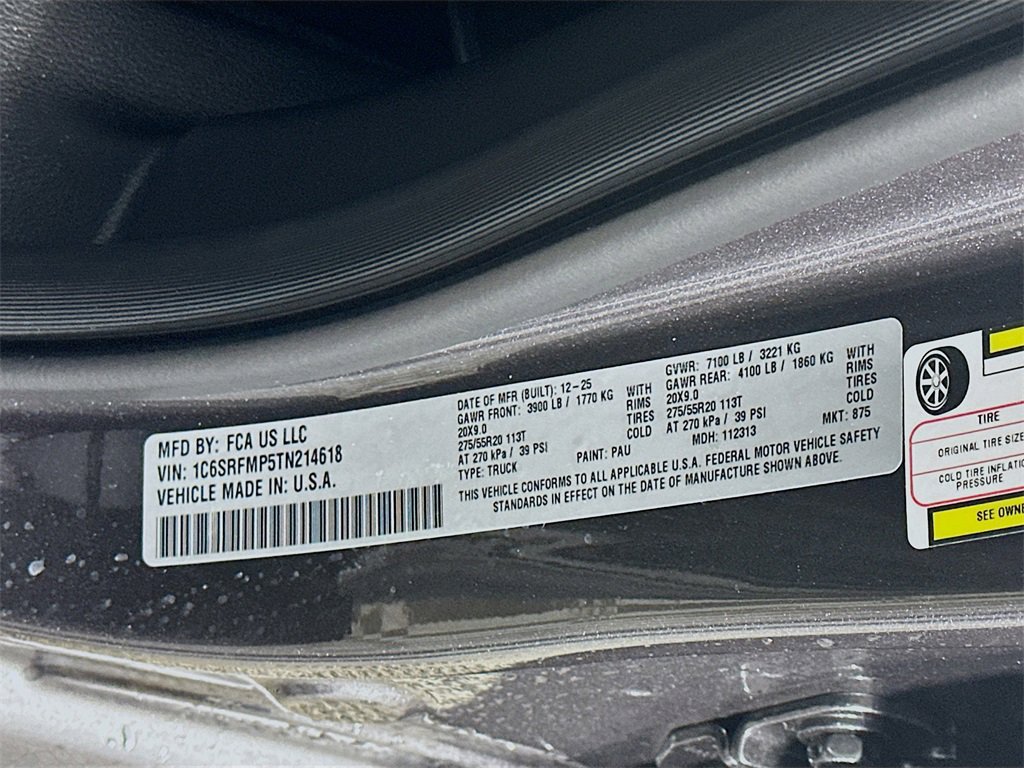 MFD BY: FCA US LLC
VIN: 1C6SRFMP5TN214618
VEHICLE MADE IN: U.S.A.
DATE OF MFR (BUILT): 12-25
GAWR FRONT: 3900 LB / 1770 KG WITH
20X9.0 RIMS
275/55R20 113T TIRES
AT 270 kPa / 39 PSI COLD
TYPE: TRUCK
PAINT: PAU
GVWR: 7100 LB / 3221 KG
GAWR REAR: 4100 LB / 1860 KG WITH
20X9.0 RIMS
275/55R20 113T TIRES
AT 270 kPa / 39 PSI COLD
MDH: 112313
MKT: 875
THIS VEHICLE CONFORMS TO ALL APPLICABLE U.S.A. FEDERAL MOTOR VEHICLE SAFETY
STANDARDS IN EFFECT ON THE DATE OF MANUFACTURE SHOWN ABOVE.
TIRE
ORIGINAL TIRE SIZE
COLD TIRE
PRESSURE
SEE